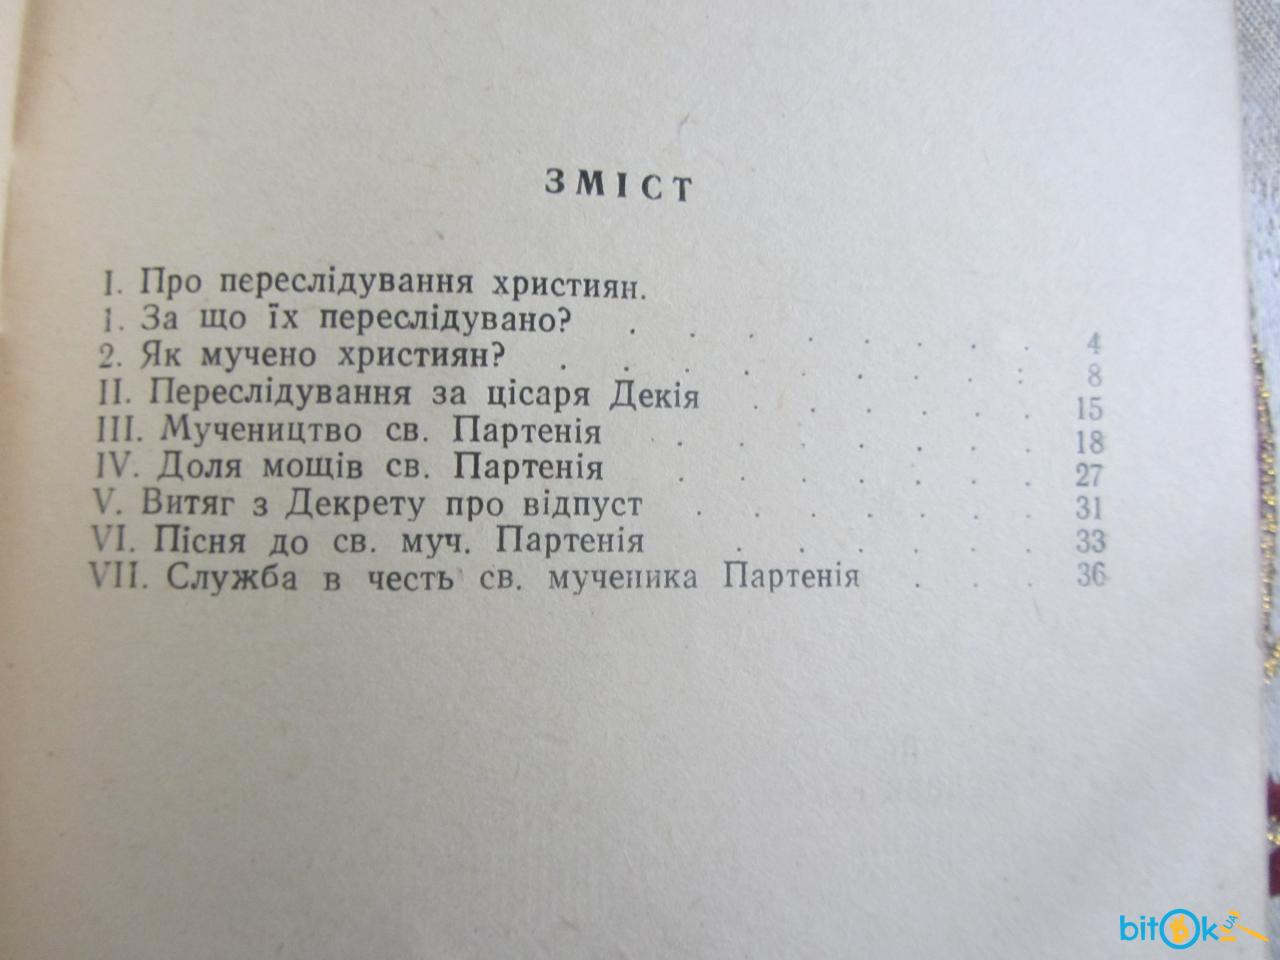 ЗМІСТ
I. Про переслідування християн.
1. За що їх переслідувано? . . . . . . . . 4
2. Як мучено християн? . . . . . . . . . 8
II. Переслідування за цісаря Декія . . . . . . 15
III. Мучеництво св. Партенія . . . . . . . 18
IV. Доля мощів св. Партенія . . . . . . . 27
V. Витяг з Декрету про відпуст . . . . . . . 31
VI. Пісня до св. муч. Партенія . . . . . . 33
VII. Служба в честь св. мученика Партенія . . . 36
bitOk.UA